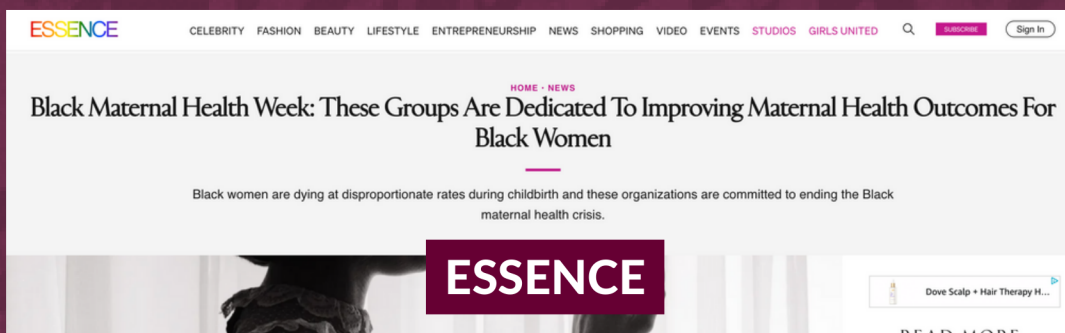 ESSENCE
CELEBRITY FASHION BEAUTY LIFESTYLE ENTREPRENEURSHIP NEWS SHOPPING VIDEO EVENTS STUDIOS GIRLS UNITED
SUBSCRIBE
Sign In
HOME · NEWS
Black Maternal Health Week: These Groups Are Dedicated To Improving Maternal Health Outcomes For
Black Women
Black women are dying at disproportionate rates during childbirth and these organizations are committed to ending the Black
maternal health crisis.
ESSENCE
Dove Scalp + Hair Therapy H...
READ MORE